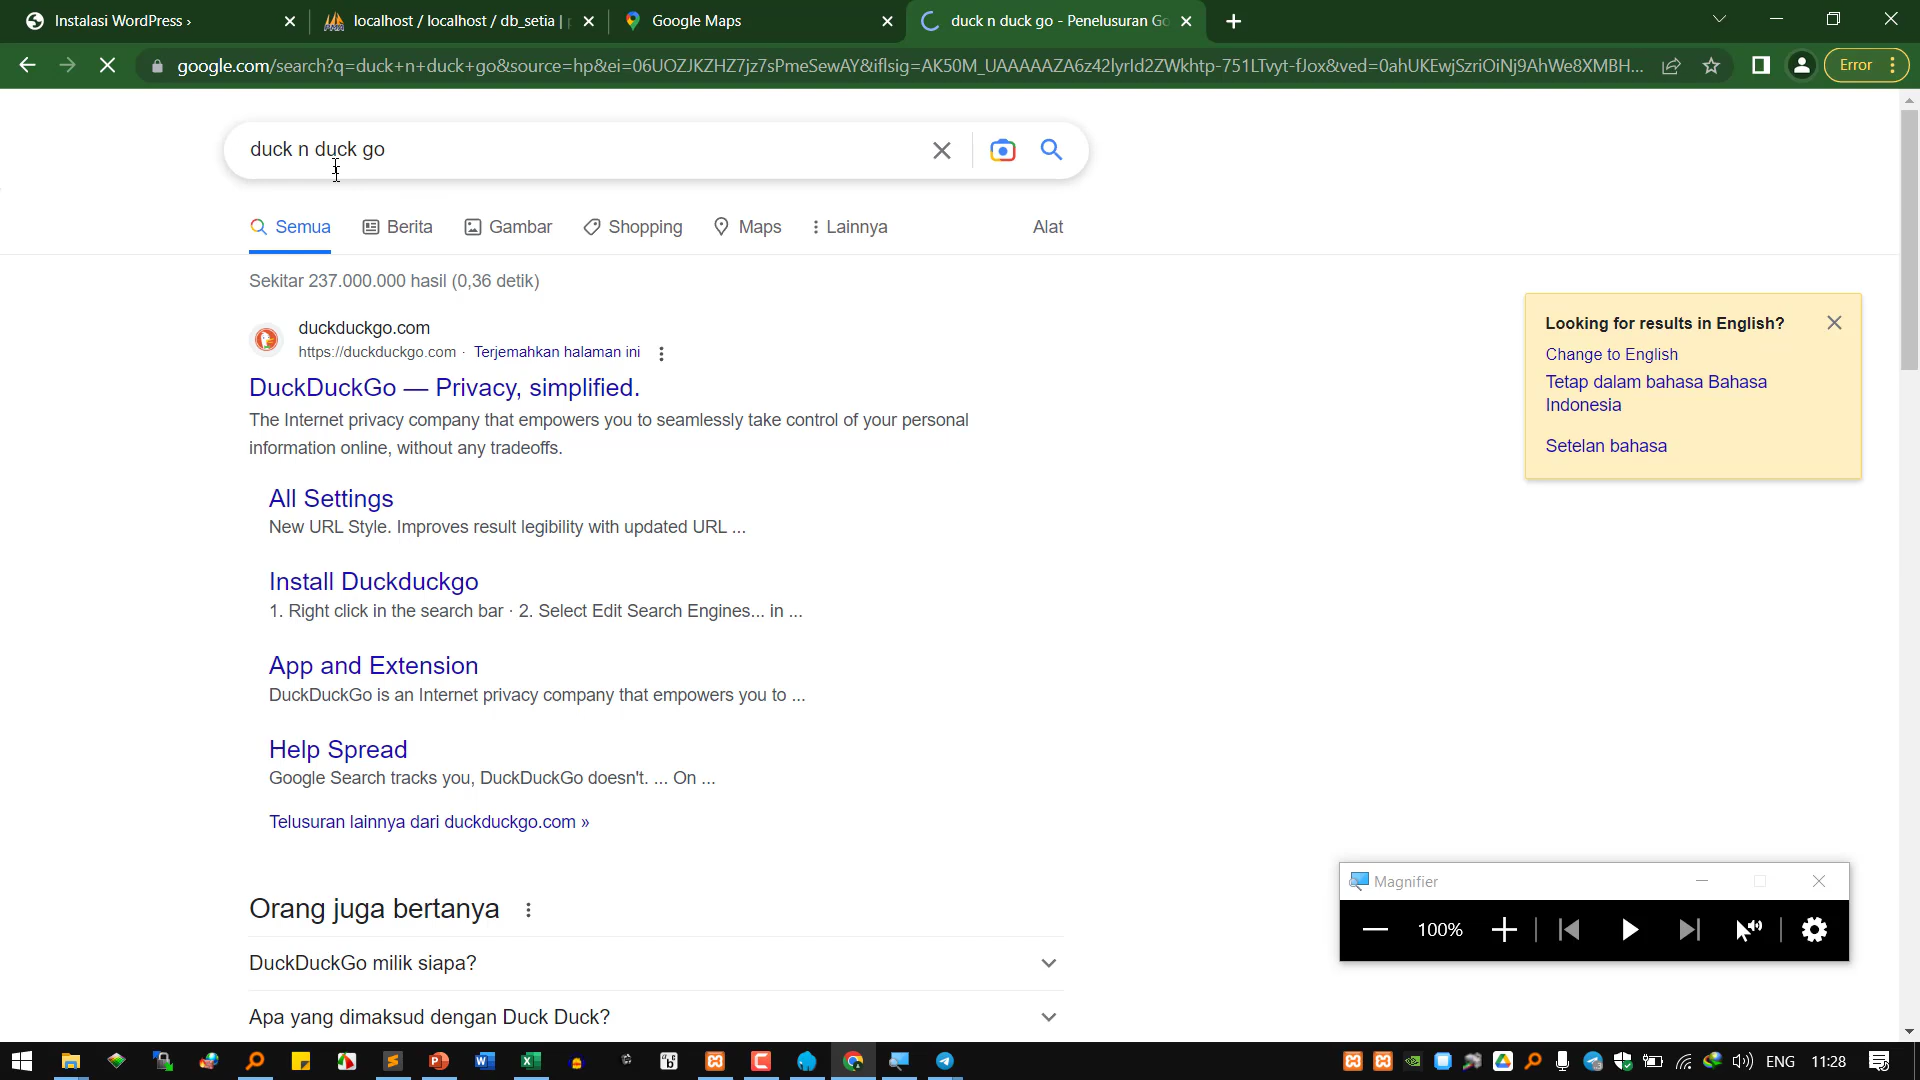 Instalasi WordPress ›
localhost / localhost / db_setia |
Google Maps
duck n duck go - Penelusuran Go
google.com/search?q=duck+n+duck+go&source=hp&ei=06UOZJKZHZ7jz7sPmeSewAY&iflsig=AK50M_UAAAAAZA6z42lyrId2ZWkhtp-751LTvyt-fJox&ved=0ahUKEwjSzriOiNj9AhWe8XMBH...
Error
duck n duck go
Semua
Berita
Gambar
Shopping
Maps
Lainnya
Alat
Sekitar 237.000.000 hasil (0,36 detik)
duckduckgo.com
https://duckduckgo.com · Terjemahkan halaman ini
DuckDuckGo — Privacy, simplified.
The Internet privacy company that empowers you to seamlessly take control of your personal
information online, without any tradeoffs.
All Settings
New URL Style. Improves result legibility with updated URL ...
Install Duckduckgo
1. Right click in the search bar · 2. Select Edit Search Engines... in ...
App and Extension
DuckDuckGo is an Internet privacy company that empowers you to ...
Help Spread
Google Search tracks you, DuckDuckGo doesn't. ... On ...
Telusuran lainnya dari duckduckgo.com »
Orang juga bertanya
DuckDuckGo milik siapa?
Apa yang dimaksud dengan Duck Duck?
Looking for results in English?
Change to English
Tetap dalam bahasa Bahasa
Indonesia
Setelan bahasa
Magnifier
100%
ENG
11:28